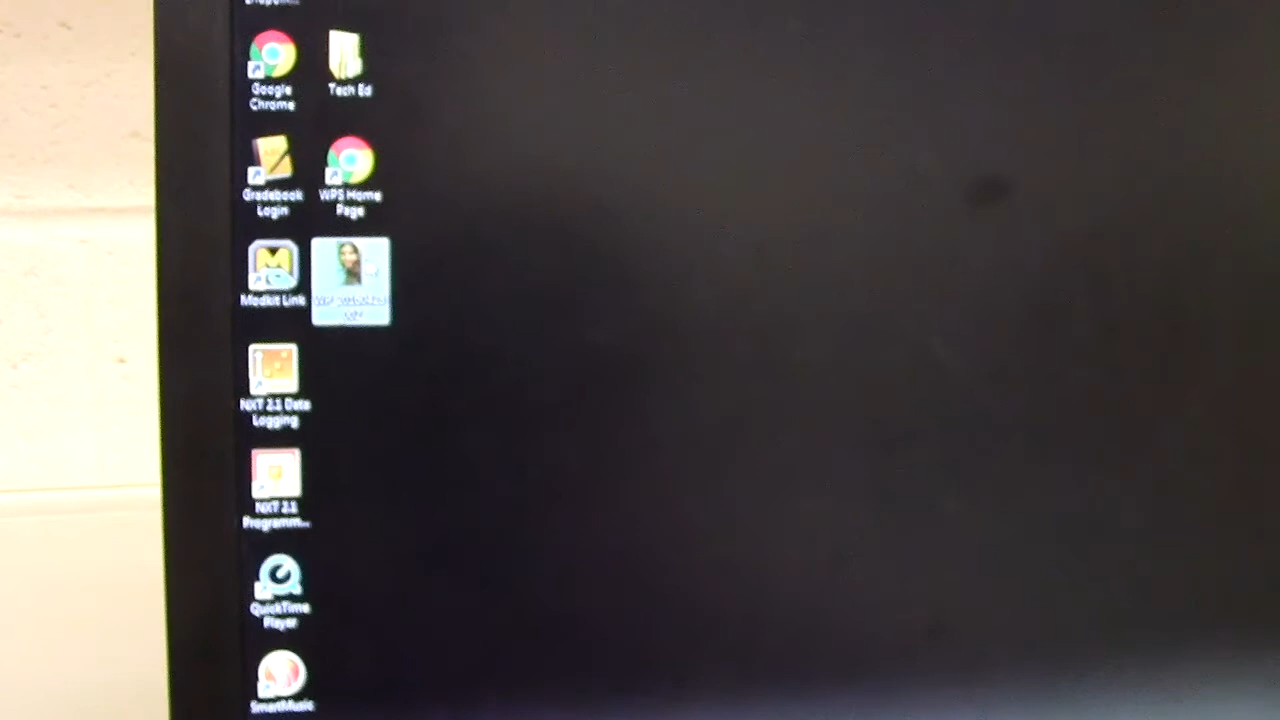 Google
Chrome
Tech Ed
Gradebook
Login
WPS Home
Page
Modkit Link
NXT 2.1 Data
Logging
NXT 2.1
Programm...
QuickTime
Player
SmartMusic